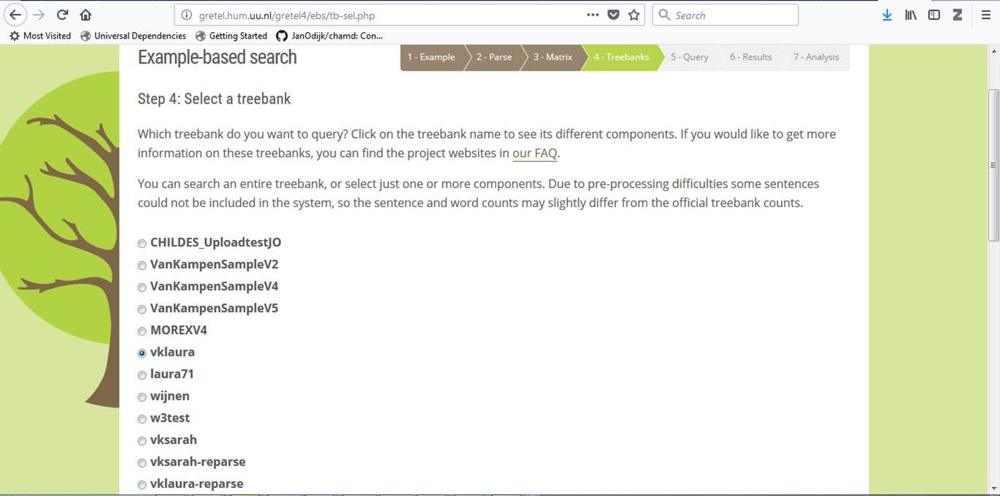 gretel.hum.uu.nl/gretel4/ebs/tb-sel.php
Search
Most Visited Universal Dependencies Getting Started JanOdijk/chamd: Con...
Example-based search
1 - Example 2 - Parse 3 - Matrix 4 - Treebanks 5 - Query 6 - Results 7 - Analysis
Step 4: Select a treebank
Which treebank do you want to query? Click on the treebank name to see its different components. If you would like to get more
information on these treebanks, you can find the project websites in our FAQ.
You can search an entire treebank, or select just one or more components. Due to pre-processing difficulties some sentences
could not be included in the system, so the sentence and word counts may slightly differ from the official treebank counts.
CHILDES_UploadtestJO
VanKampenSampleV2
VanKampenSampleV4
VanKampenSampleV5
MOREXV4
vklaura
laura71
wijnen
w3test
vksarah
vksarah-reparse
vklaura-reparse